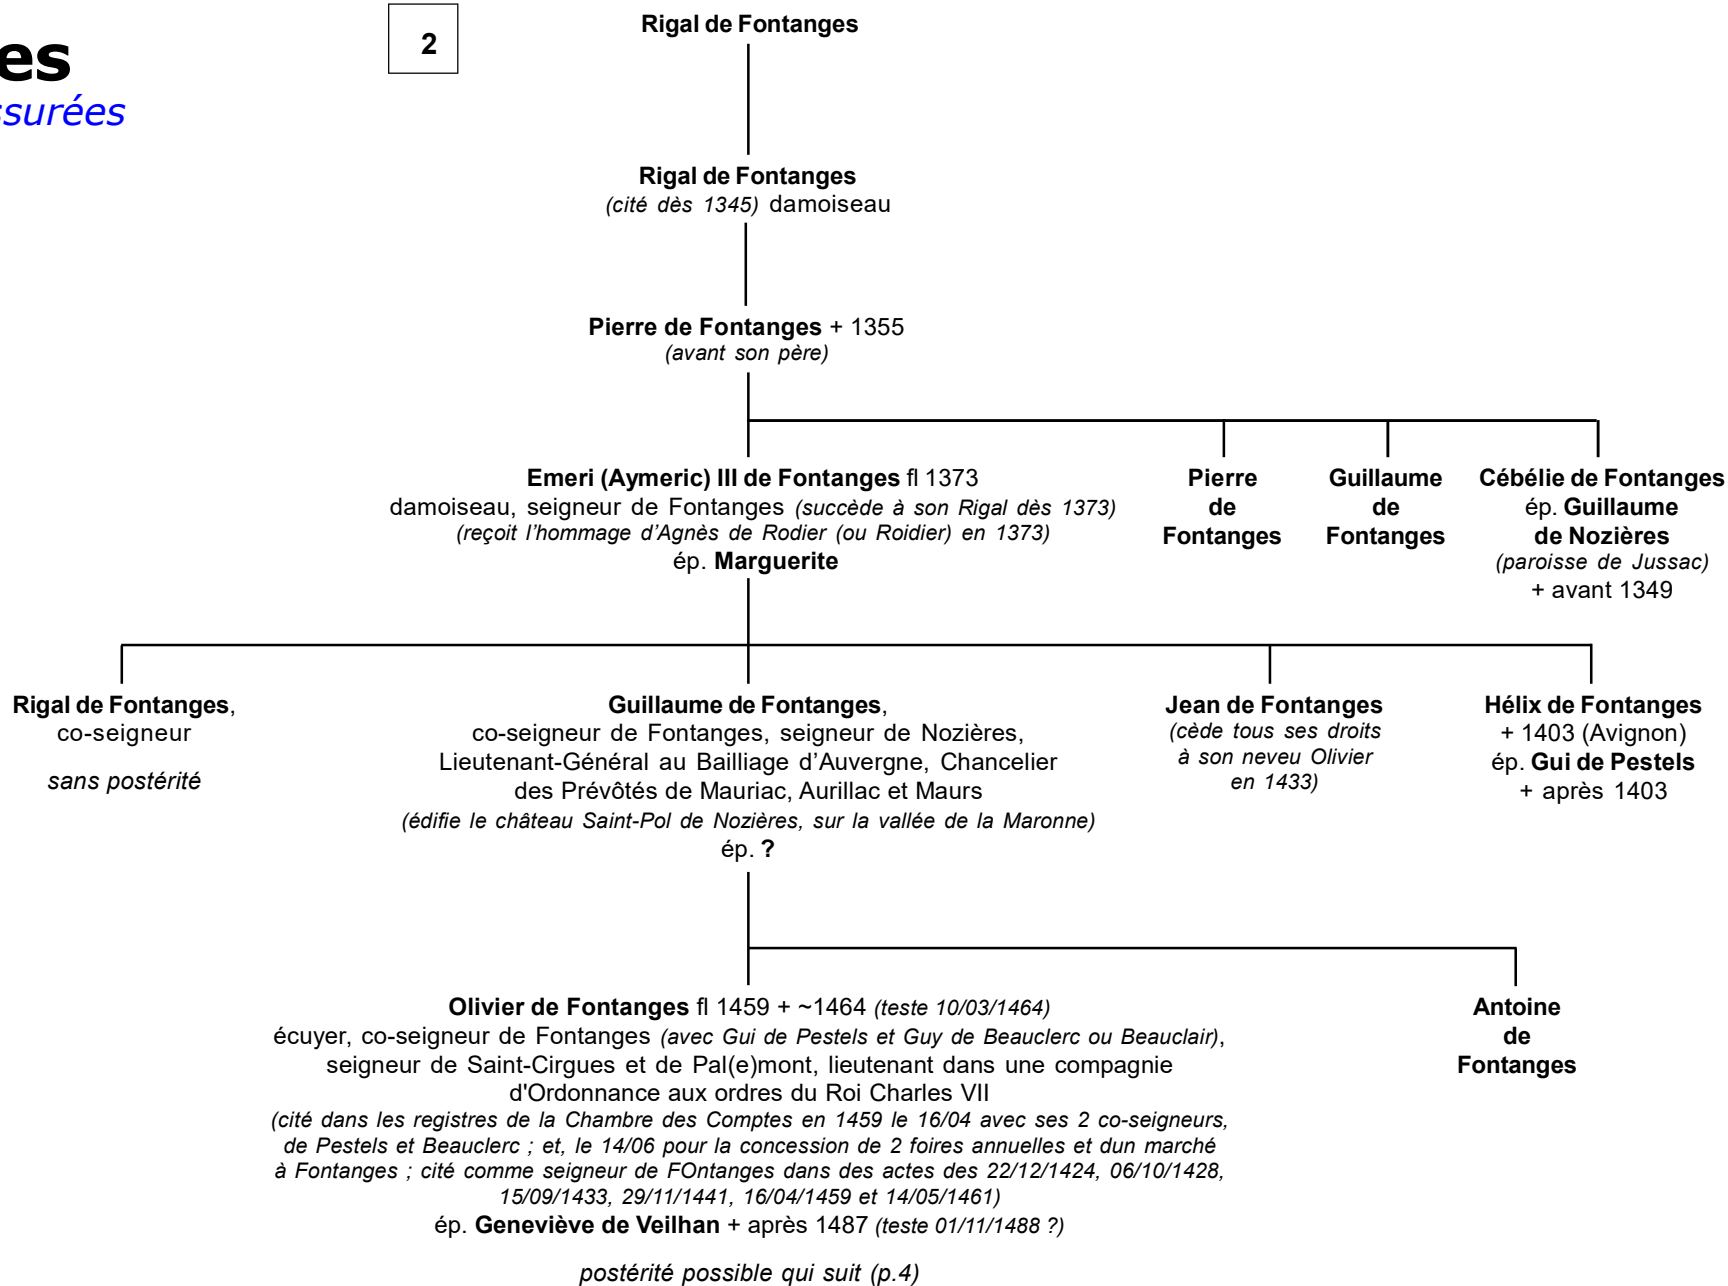 es
ssurées
2
Rigal de Fontanges
Rigal de Fontanges
(cité dès 1345) damoiseau
Pierre de Fontanges + 1355
(avant son père)
Emeri (Aymeric) III de Fontanges fl 1373
damoiseau, seigneur de Fontanges (succède à son Rigal dès 1373)
(reçoit l'hommage d'Agnès de Rodier (ou Roidier) en 1373)
ép. Marguerite
Pierre
de
Fontanges
Guillaume
de
Fontanges
Cébélie de Fontanges
ép. Guillaume
de Nozières
(paroisse de Jussac)
+ avant 1349
Rigal de Fontanges,
co-seigneur
sans postérité
Guillaume de Fontanges,
co-seigneur de Fontanges, seigneur de Nozières,
Lieutenant-Général au Bailliage d'Auvergne, Chancelier
des Prévôtés de Mauriac, Aurillac et Maurs
(édifie le château Saint-Pol de Nozières, sur la vallée de la Maronne)
ép. ?
Jean de Fontanges
(cède tous ses droits
à son neveu Olivier
en 1433)
Hélix de Fontanges
+ 1403 (Avignon)
ép. Gui de Pestels
+ après 1403
Olivier de Fontanges fl 1459 + ~1464 (teste 10/03/1464)
écuyer, co-seigneur de Fontanges (avec Gui de Pestels et Guy de Beauclerc ou Beauclair),
seigneur de Saint-Cirgues et de Pal(e)mont, lieutenant dans une compagnie
d'Ordonnance aux ordres du Roi Charles VII
(cité dans les registres de la Chambre des Comptes en 1459 le 16/04 avec ses 2 co-seigneurs,
de Pestels et Beauclerc ; et, le 14/06 pour la concession de 2 foires annuelles et dun marché
à Fontanges ; cité comme seigneur de FOntanges dans des actes des 22/12/1424, 06/10/1428,
15/09/1433, 29/11/1441, 16/04/1459 et 14/05/1461)
ép. Geneviève de Veilhan + après 1487 (teste 01/11/1488 ?)
postérité possible qui suit (p.4)
Antoine
de
Fontanges